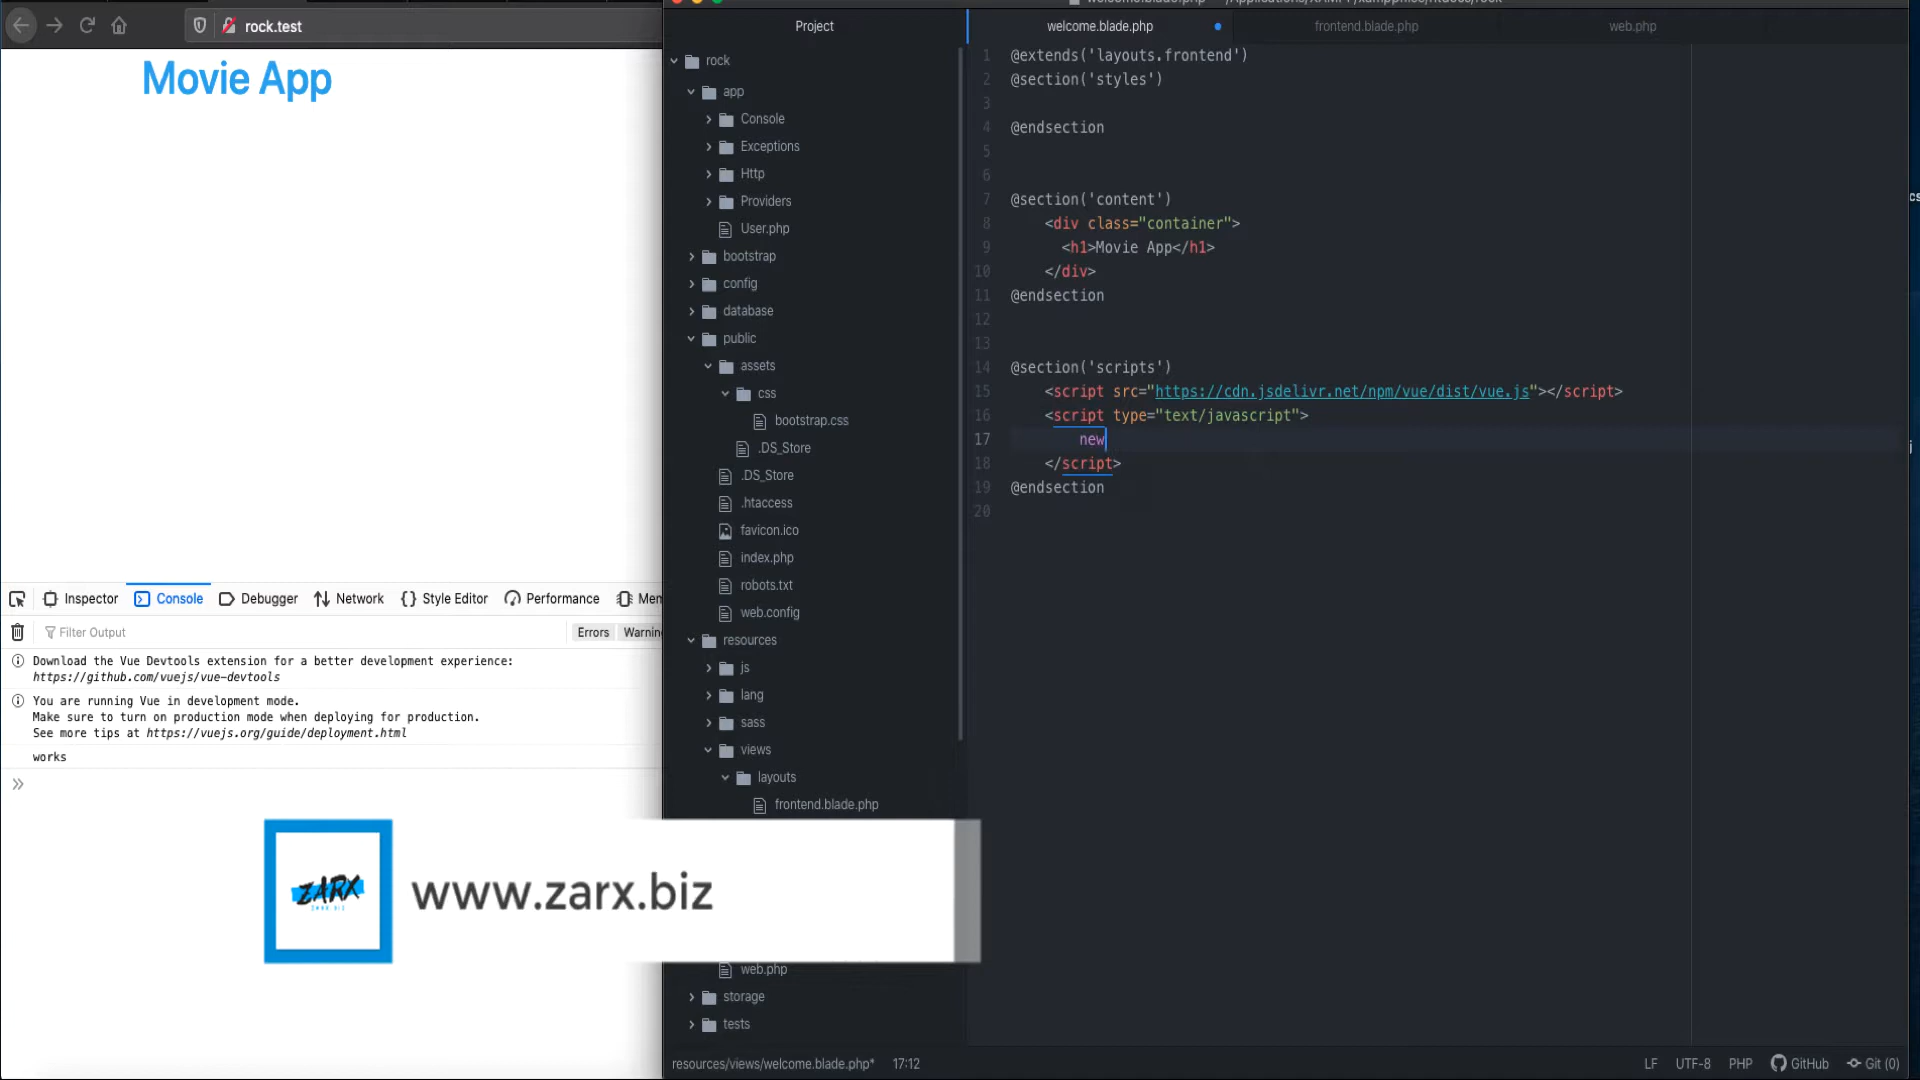 rock.test
Movie App
Inspector
Console
Debugger
Network
Style Editor
Performance
Filter Output
Errors
Download the Vue Devtools extension for a better development experience:
https://github.com/vuejs/vue-devtools
You are running Vue in development mode.
Make sure to turn on production mode when deploying for production.
See more tips at https://vuejs.org/guide/deployment.html
works
Project
rock
app
Console
Exceptions
Http
Providers
User.php
bootstrap
config
database
public
assets
css
bootstrap.css
.DS_Store
.DS_Store
.htaccess
favicon.ico
index.php
robots.txt
web.config
resources
js
lang
sass
views
layouts
frontend.blade.php
web.php
storage
tests
welcome.blade.php
frontend.blade.php
web.php
1 @extends('layouts.frontend')
2 @section('styles')
3
4 @endsection
5
6
7 @section('content')
8 <div class="container">
9 <h1>Movie App</h1>
10 </div>
11 @endsection
12
13
14 @section('scripts')
15 <script src="https://cdn.jsdelivr.net/npm/vue/dist/vue.js"></script>
16 <script type="text/javascript">
17 new
18 </script>
19 @endsection
20
ZARX
ZARX.BIZ
www.zarx.biz
resources/views/welcome.blade.php* 17:12
LF UTF-8 PHP GitHub Git (0)